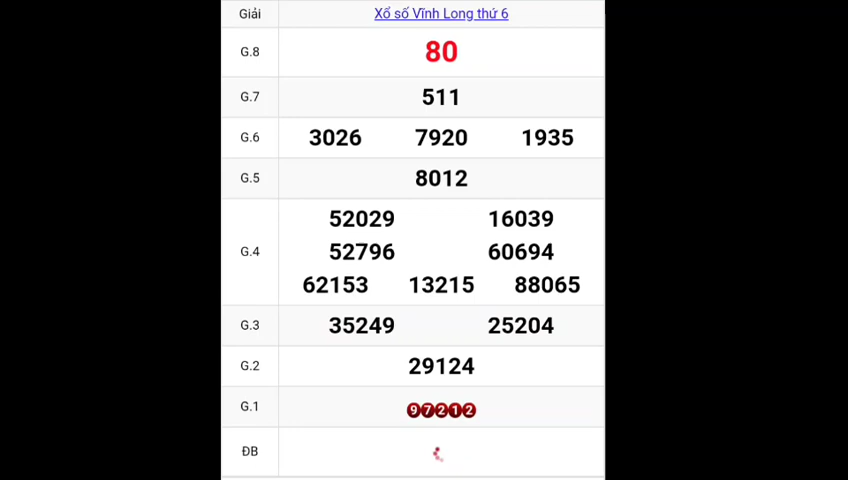 Giải Xổ số Vĩnh Long thứ 6
G.8 80
G.7 511
G.6 3026 7920 1935
G.5 8012
52029 16039
G.4 52796 60694
62153 13215 88065
G.3 35249 25204
G.2 29124
G.1 97212
ĐB